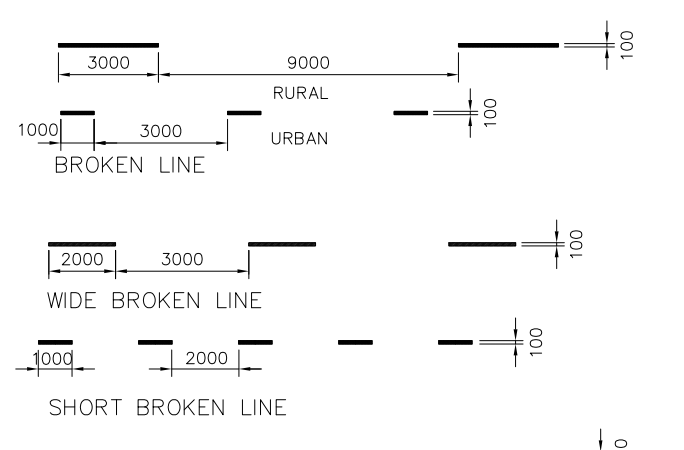 3000 9000 100
RURAL
1000 3000 100
URBAN
BROKEN LINE
2000 3000 100
WIDE BROKEN LINE
1000 2000 100
SHORT BROKEN LINE
0